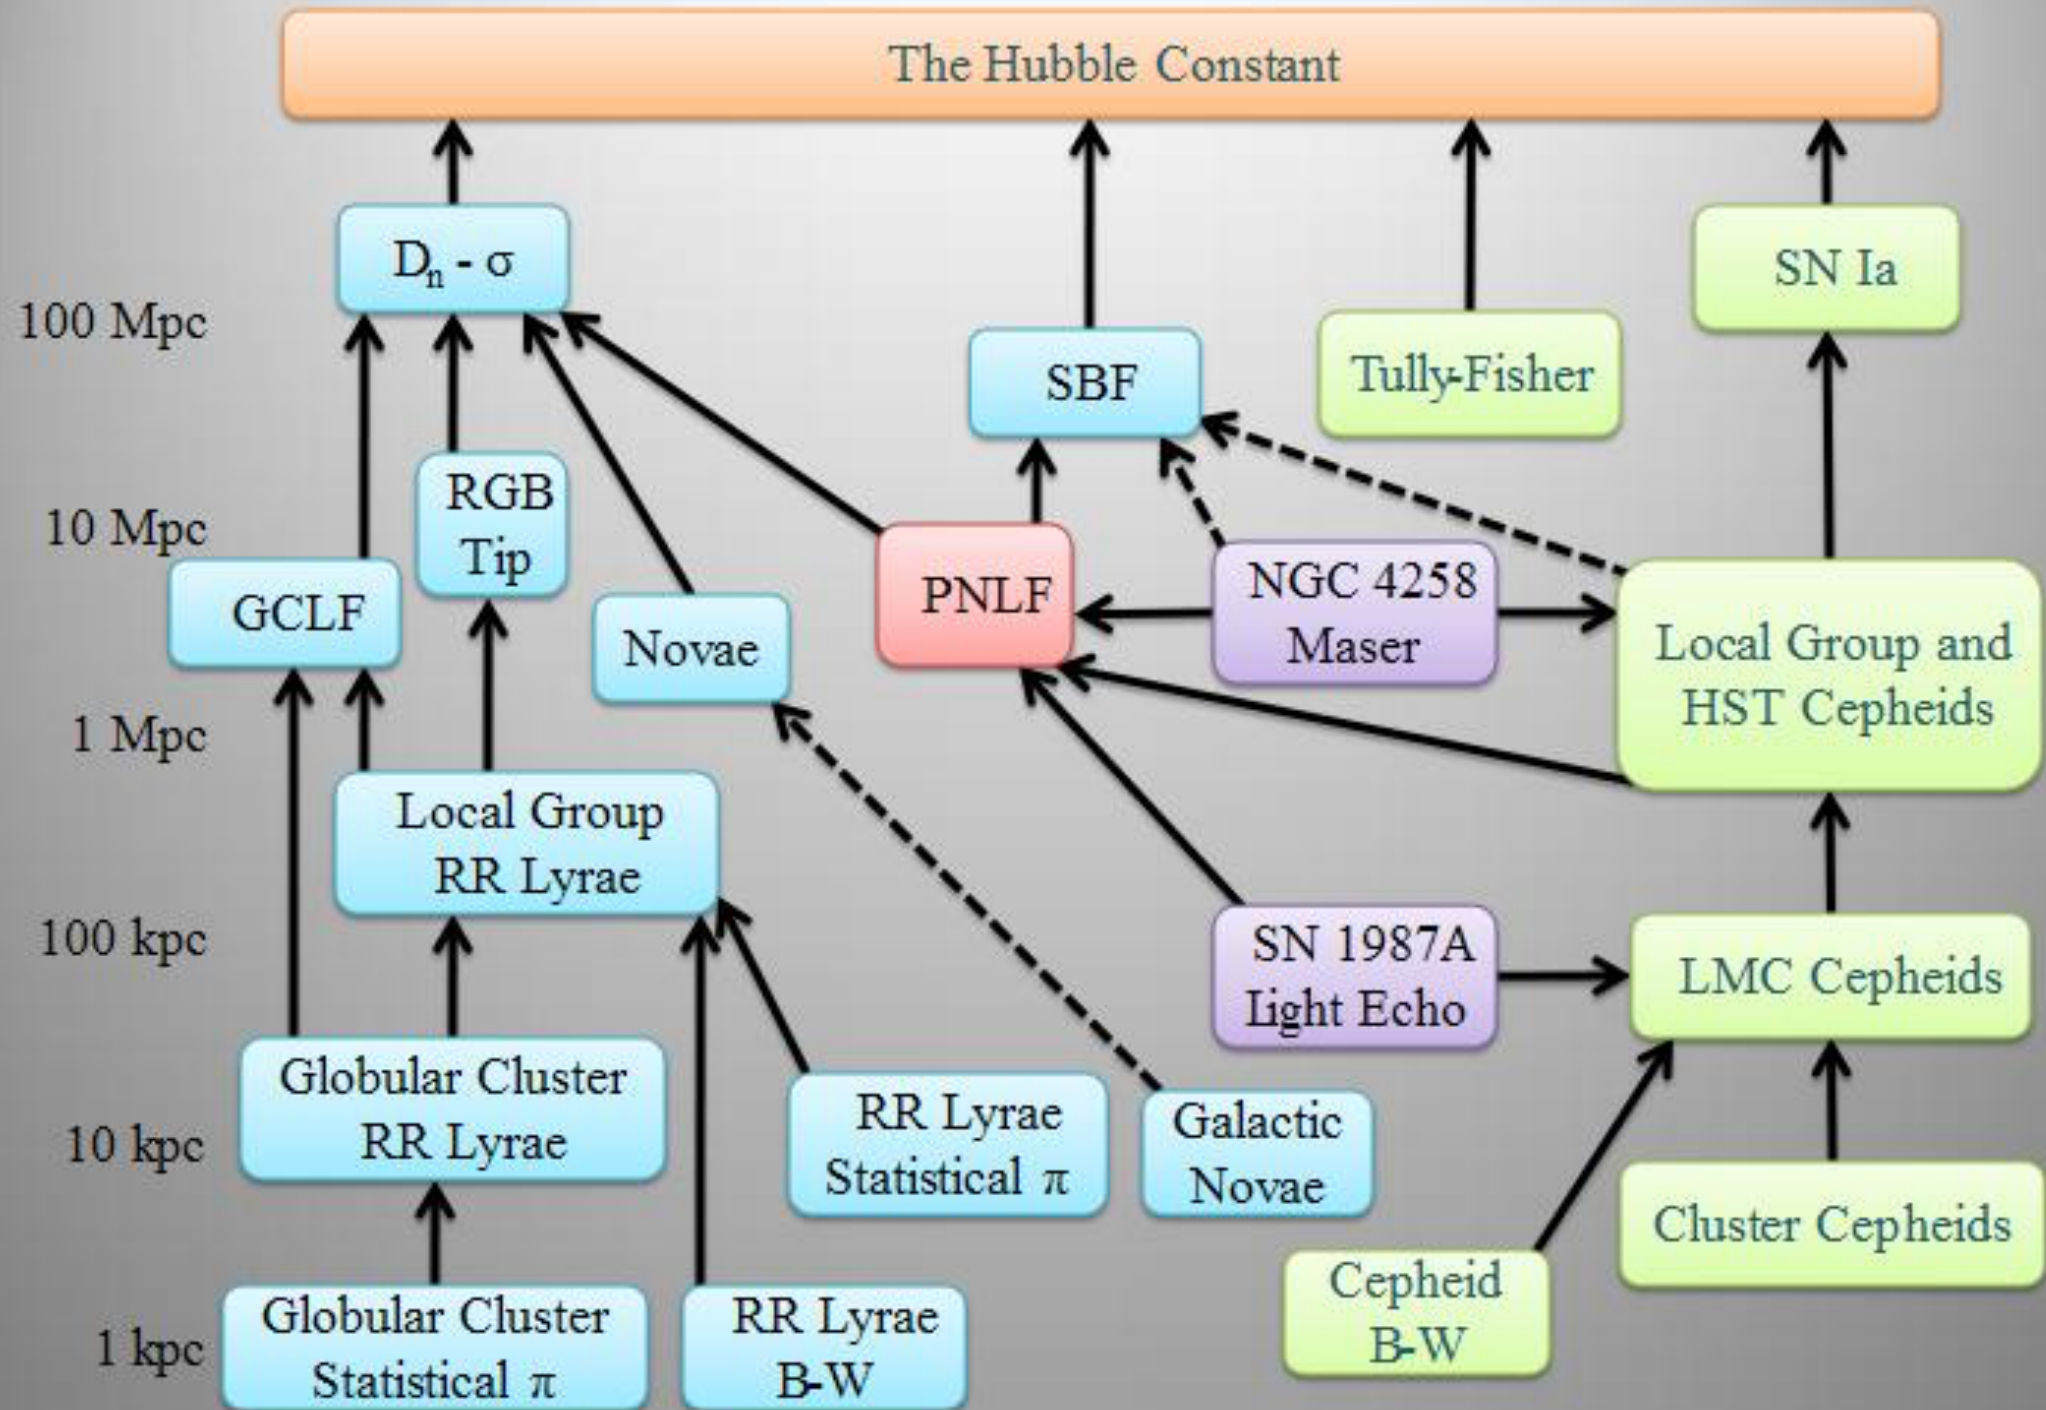 The Hubble Constant
Dn - σ
SN Ia
100 Mpc
SBF
Tully-Fisher
RGB
Tip
10 Mpc
GCLF
Novae
PNLF
NGC 4258
Maser
Local Group and
HST Cepheids
1 Mpc
Local Group
RR Lyrae
100 kpc
SN 1987A
Light Echo
LMC Cepheids
Globular Cluster
RR Lyrae
10 kpc
RR Lyrae
Statistical π
Galactic
Novae
Cluster Cepheids
Cepheid
B-W
1 kpc
Globular Cluster
Statistical π
RR Lyrae
B-W